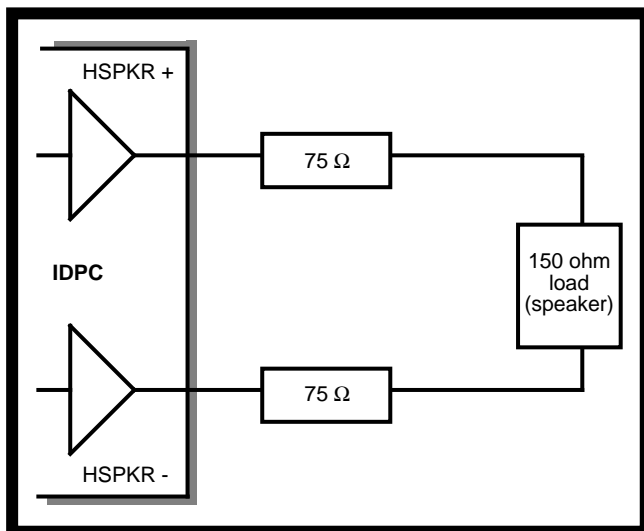 HSPKR +
75 Ω
IDPC
150 ohm
load
(speaker)
75 Ω
HSPKR -